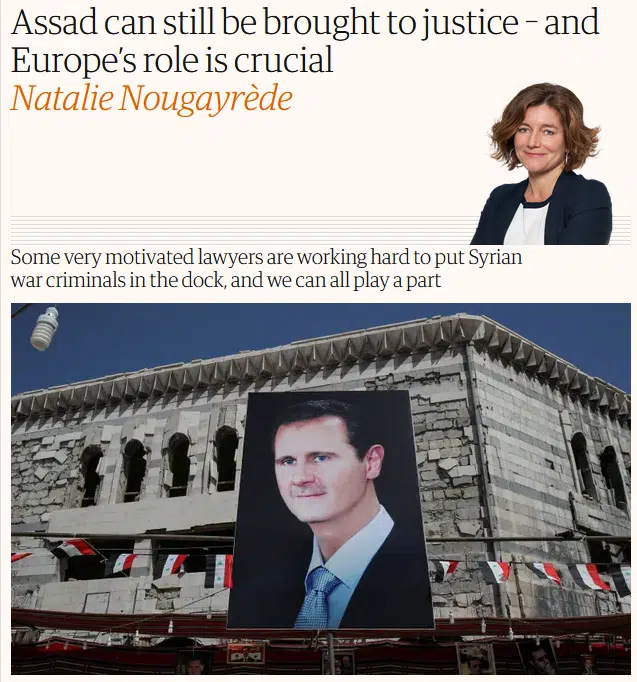 Assad can still be brought to justice – and
Europe’s role is crucial
Natalie Nougayrède
Some very motivated lawyers are working hard to put Syrian
war criminals in the dock, and we can all play a part